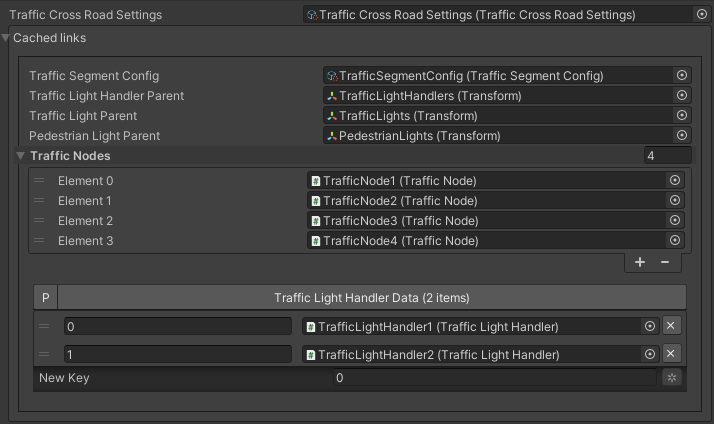 Traffic Cross Road Settings Traffic Cross Road Settings (Traffic Cross Road Settings)
Cached links
Traffic Segment Config TrafficSegmentConfig (Traffic Segment Config)
Traffic Light Handler Parent TrafficLightHandlers (Transform)
Traffic Light Parent TrafficLights (Transform)
Pedestrian Light Parent PedestrianLights (Transform)
Traffic Nodes 4
Element 0 TrafficNode1 (Traffic Node)
Element 1 TrafficNode2 (Traffic Node)
Element 2 TrafficNode3 (Traffic Node)
Element 3 TrafficNode4 (Traffic Node)
+ −
P Traffic Light Handler Data (2 items)
0 TrafficLightHandler1 (Traffic Light Handler) ×
1 TrafficLightHandler2 (Traffic Light Handler) ×
New Key 0